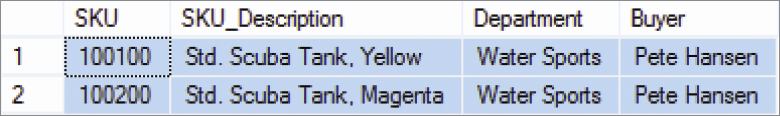 SKU SKU_Description Department Buyer
1 100100 Std. Scuba Tank, Yellow Water Sports Pete Hansen
2 100200 Std. Scuba Tank, Magenta Water Sports Pete Hansen